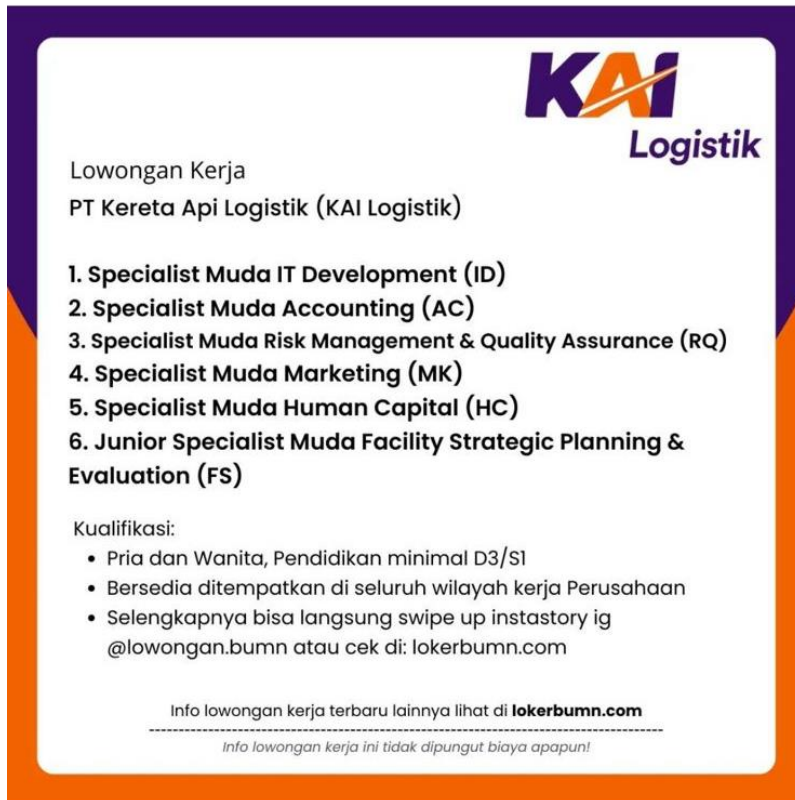 KAI
Logistik
Lowongan Kerja
PT Kereta Api Logistik (KAI Logistik)
1. Specialist Muda IT Development (ID)
2. Specialist Muda Accounting (AC)
3. Specialist Muda Risk Management & Quality Assurance (RQ)
4. Specialist Muda Marketing (MK)
5. Specialist Muda Human Capital (HC)
6. Junior Specialist Muda Facility Strategic Planning &
Evaluation (FS)
Kualifikasi:
• Pria dan Wanita, Pendidikan minimal D3/S1
• Bersedia ditempatkan di seluruh wilayah kerja Perusahaan
• Selengkapnya bisa langsung swipe up instastory ig
@lowongan.bumn atau cek di: lokerbumn.com
Info lowongan kerja terbaru lainnya lihat di lokerbumn.com
Info lowongan kerja ini tidak dipungut biaya apapun!